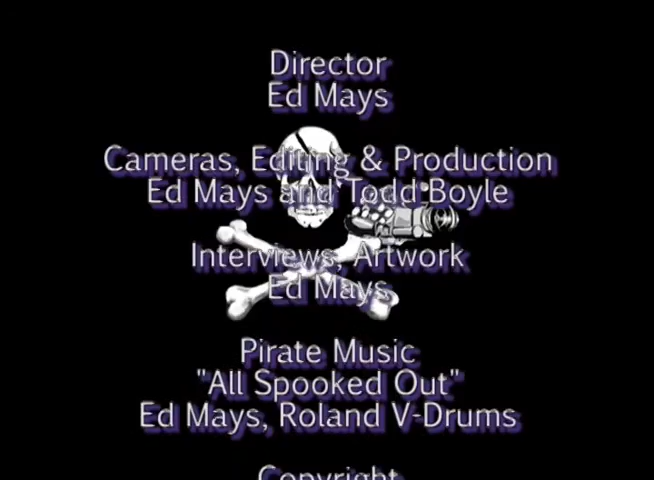 Director
Ed Mays
Cameras, Editing & Production
Ed Mays and Todd Boyle
Interviews, Artwork
Ed Mays
Pirate Music
"All Spooked Out"
Ed Mays, Roland V-Drums
Copyright